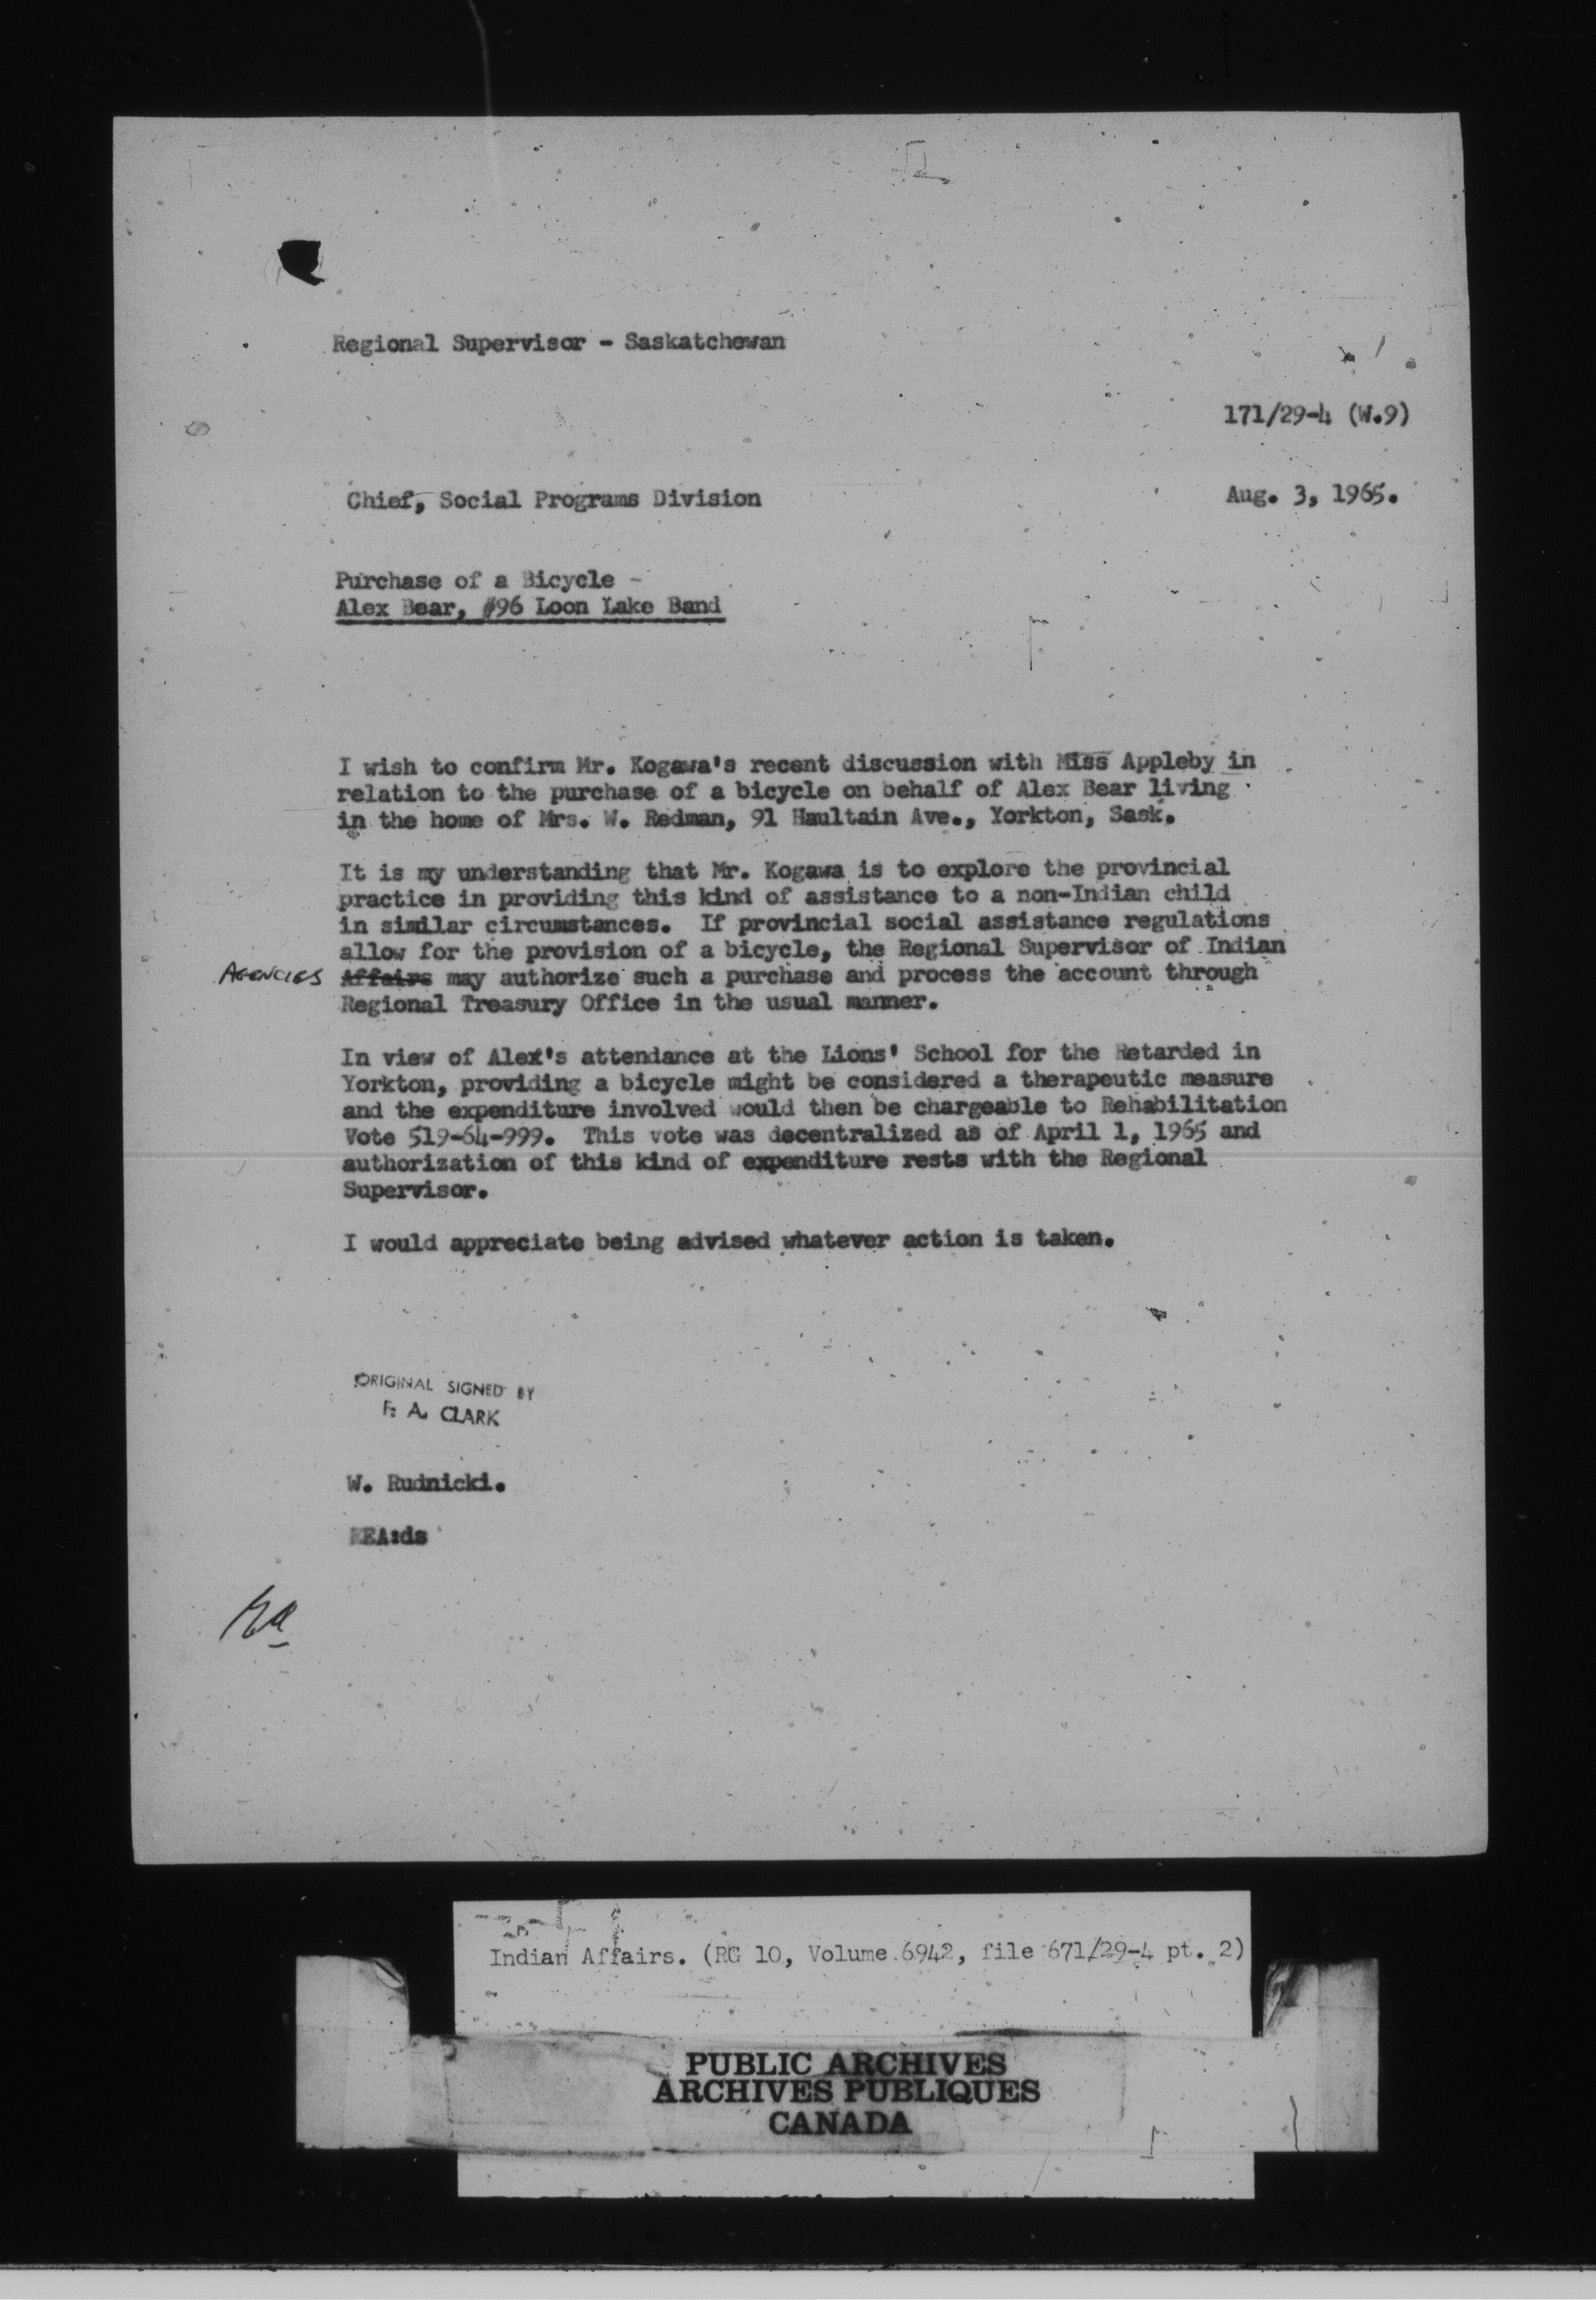 Regional Supervisor - Saskatchewan
171/29-4 (W.9)
Chief, Social Programs Division
Aug. 3, 1965.
Purchase of a Bicycle -
Alex Bear, #96 Loon Lake Band
I wish to confirm Mr. Kogawa's recent discussion with Miss Appleby in
relation to the purchase of a bicycle on behalf of Alex Bear living
in the home of Mrs. W. Redman, 91 Haultain Ave., Yorkton, Sask.
It is my understanding that Mr. Kogawa is to explore the provincial
practice in providing this kind of assistance to a non-Indian child
in similar circumstances. If provincial social assistance regulations
allow for the provision of a bicycle, the Regional Supervisor of Indian
AGENCIES Affairs may authorize such a purchase and process the account through
Regional Treasury Office in the usual manner.
In view of Alex's attendance at the Lions' School for the Retarded in
Yorkton, providing a bicycle might be considered a therapeutic measure
and the expenditure involved would then be chargeable to Rehabilitation
Vote 519-64-999. This vote was decentralized as of April 1, 1965 and
authorization of this kind of expenditure rests with the Regional
Supervisor.
I would appreciate being advised whatever action is taken.
ORIGINAL SIGNED BY
F. A. CLARK
W. Rudnicki.
Indian Affairs. (RG 10, Volume 6942, file 671/29-4 pt. 2)
PUBLIC ARCHIVES
ARCHIVES PUBLIQUES
CANADA